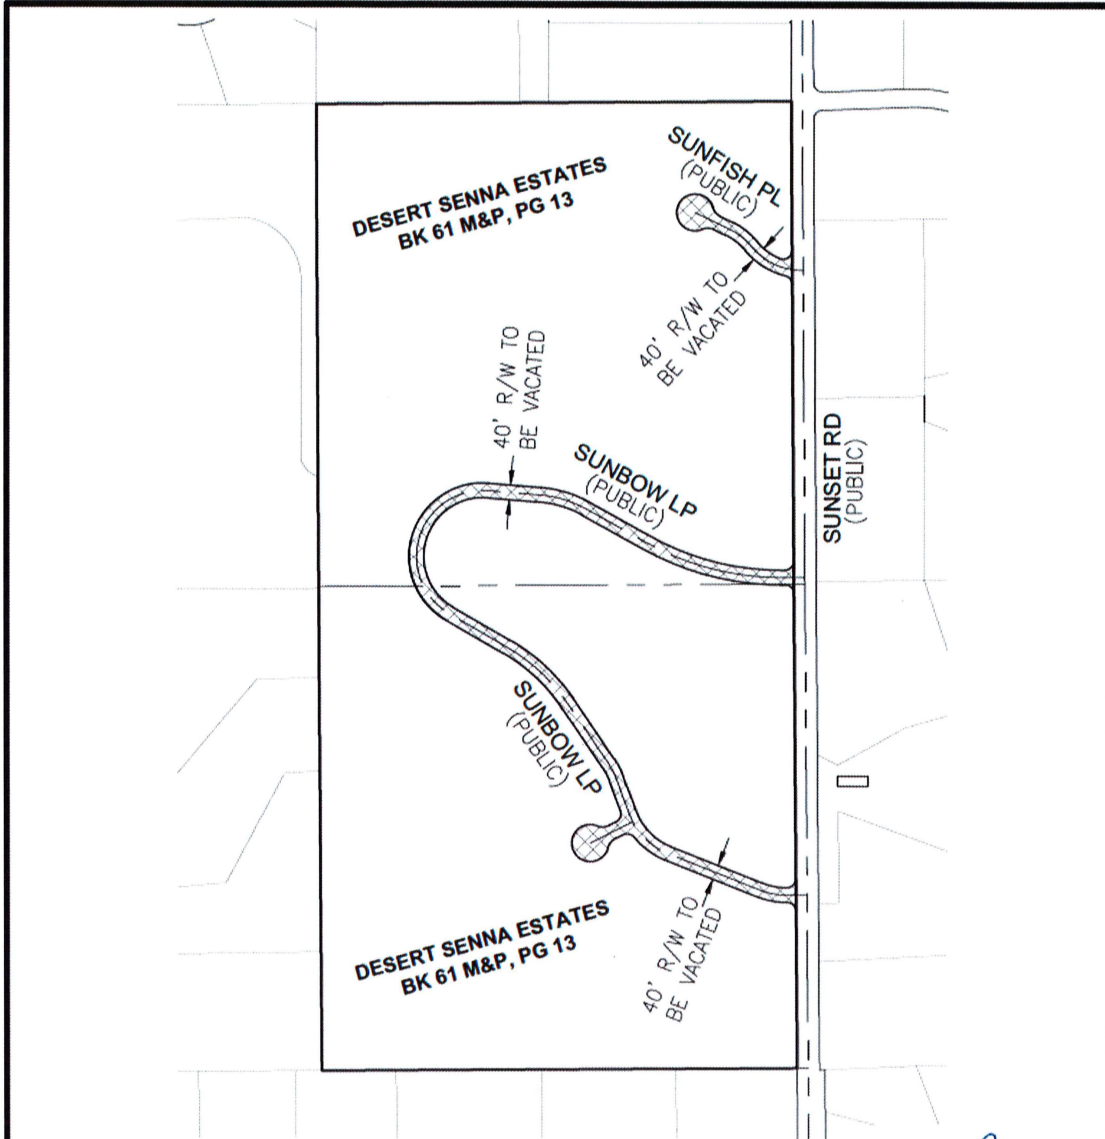 DESERT SENNA ESTATES
BK 61 M&P, PG 13
SUNFISH PL
(PUBLIC)
40' R/W TO
BE VACATED
40' R/W TO
BE VACATED
SUNBOW LP
(PUBLIC)
SUNSET RD
(PUBLIC)
SUNBOW LP
(PUBLIC)
DESERT SENNA ESTATES
BK 61 M&P, PG 13
40' R/W TO
BE VACATED